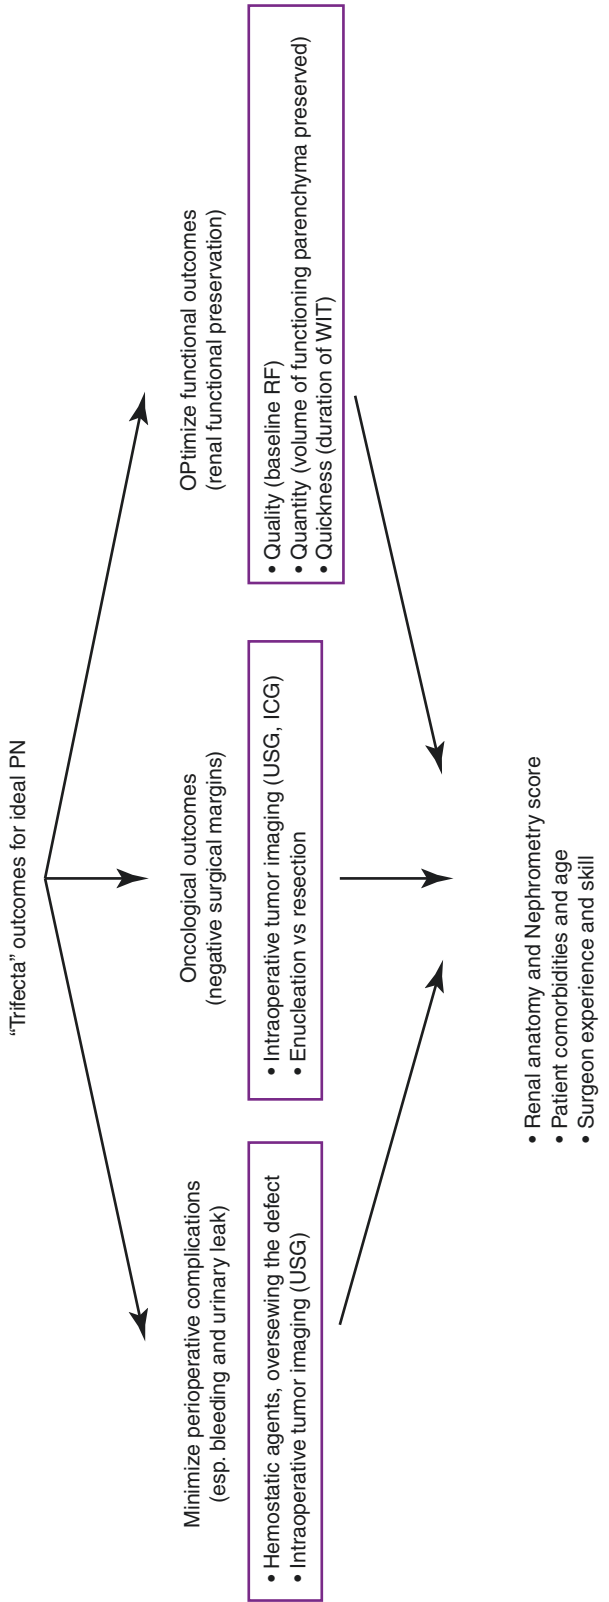 “Trifecta” outcomes for ideal PN
Minimize perioperative complications
(esp. bleeding and urinary leak)
• Hemostatic agents, oversewing the defect
• Intraoperative tumor imaging (USG)
Oncological outcomes
(negative surgical margins)
• Intraoperative tumor imaging (USG, ICG)
• Enucleation vs resection
OPtimize functional outcomes
(renal functional preservation)
• Quality (baseline RF)
• Quantity (volume of functioning parenchyma preserved)
• Quickness (duration of WIT)
• Renal anatomy and Nephrometry score
• Patient comorbidities and age
• Surgeon experience and skill